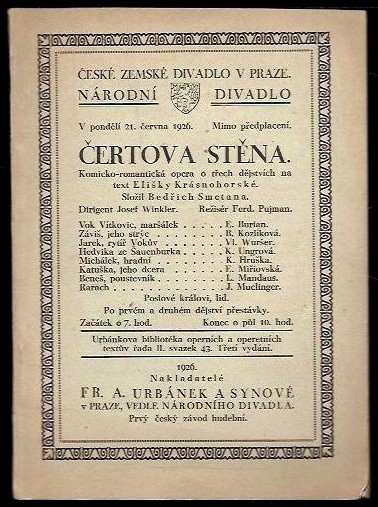 ČESKÉ ZEMSKÉ DIVADLO V PRAZE.
NÁRODNÍ DIVADLO
V pondělí 21. června 1926. Mimo předplacení.
ČERTOVA STĚNA.
Komicko-romantická opera o třech dějstvích na
text Elišky Krásnohorské.
Složil Bedřich Smetana.
Dirigent Josef Winkler. Režisér Ferd. Pujman.
Vok Vítkovic, maršálek . . . . . E. Burian.
Záviš, jeho strýc . . . . . . . B. Kozlíková.
Jarek, rytíř Vokův . . . . . . Vl. Wuršer.
Hedvika ze Šauenburka . . . . K. Ungrová.
Michálek, hradní . . . . . . . K. Hruška.
Katuška, jeho dcera . . . . . . E. Miřiovská.
Beneš, poustevník . . . . . . . L. Mandaus.
Rarach . . . . . . . . . . . J. Muclinger.
Poslové královi, lid.
Po prvém a druhém dějství přestávky.
Začátek o 7. hod. Konec o půl 10. hod.
Urbánkova bibliotéka operních a operetních
textův řada II. svazek 43. Třetí vydání.
1926.
Nakladatelé
FR. A. URBÁNEK A SYNOVÉ
V PRAZE, VEDLE NÁRODNÍHO DIVADLA.
Prvý český závod hudební.